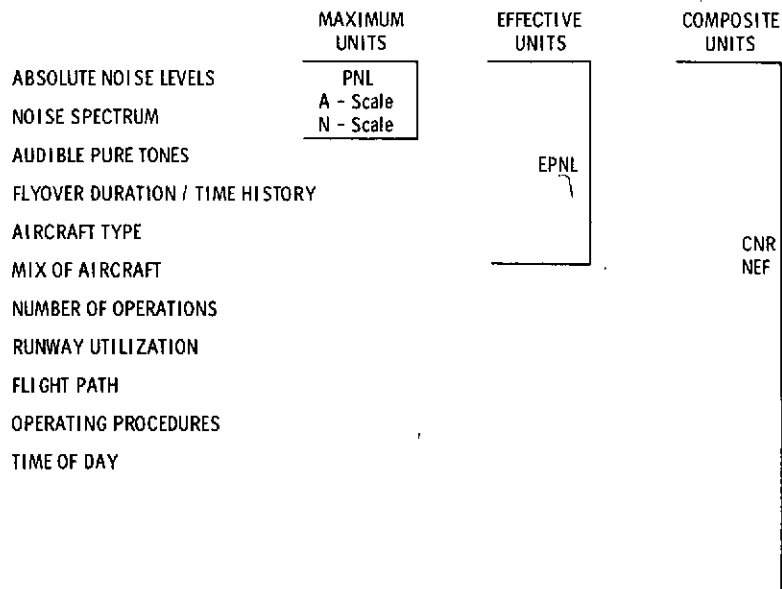 MAXIMUM UNITS
EFFECTIVE UNITS
COMPOSITE UNITS
ABSOLUTE NOISE LEVELS
NOISE SPECTRUM
AUDIBLE PURE TONES
FLYOVER DURATION / TIME HISTORY
AIRCRAFT TYPE
MIX OF AIRCRAFT
NUMBER OF OPERATIONS
RUNWAY UTILIZATION
FLIGHT PATH
OPERATING PROCEDURES
TIME OF DAY
PNL
A - Scale
N - Scale
EPNL
CNR
NEF